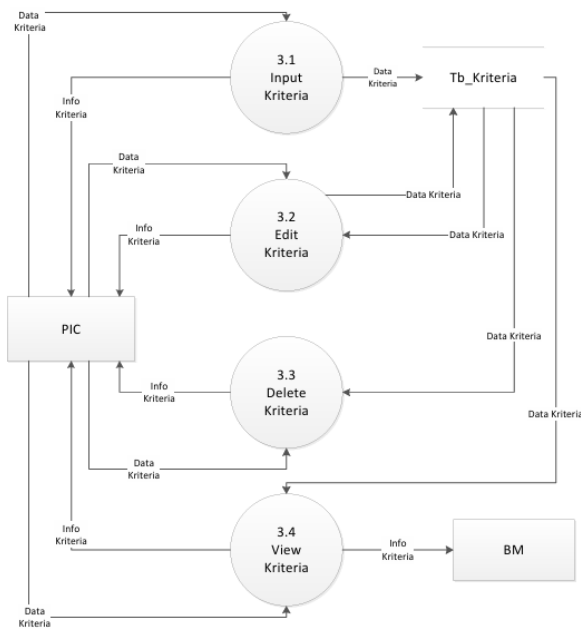 Data
Kriteria
3.1
Input
Kriteria
Data
Kriteria
Tb_Kriteria
Info
Kriteria
Data
Kriteria
3.2
Edit
Kriteria
Data Kriteria
Info
Kriteria
Data Kriteria
PIC
3.3
Delete
Kriteria
Data Kriteria
Info
Kriteria
Data Kriteria
Data
Kriteria
3.4
View
Kriteria
Info
Kriteria
Info
Kriteria
BM
Data
Kriteria